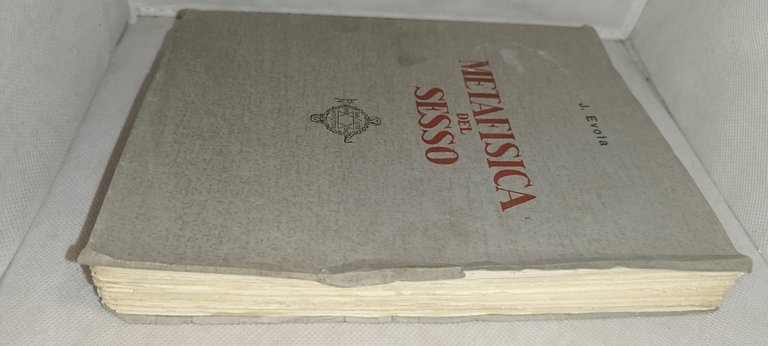 J. Evola
METAFISICA
DEL
SESSO